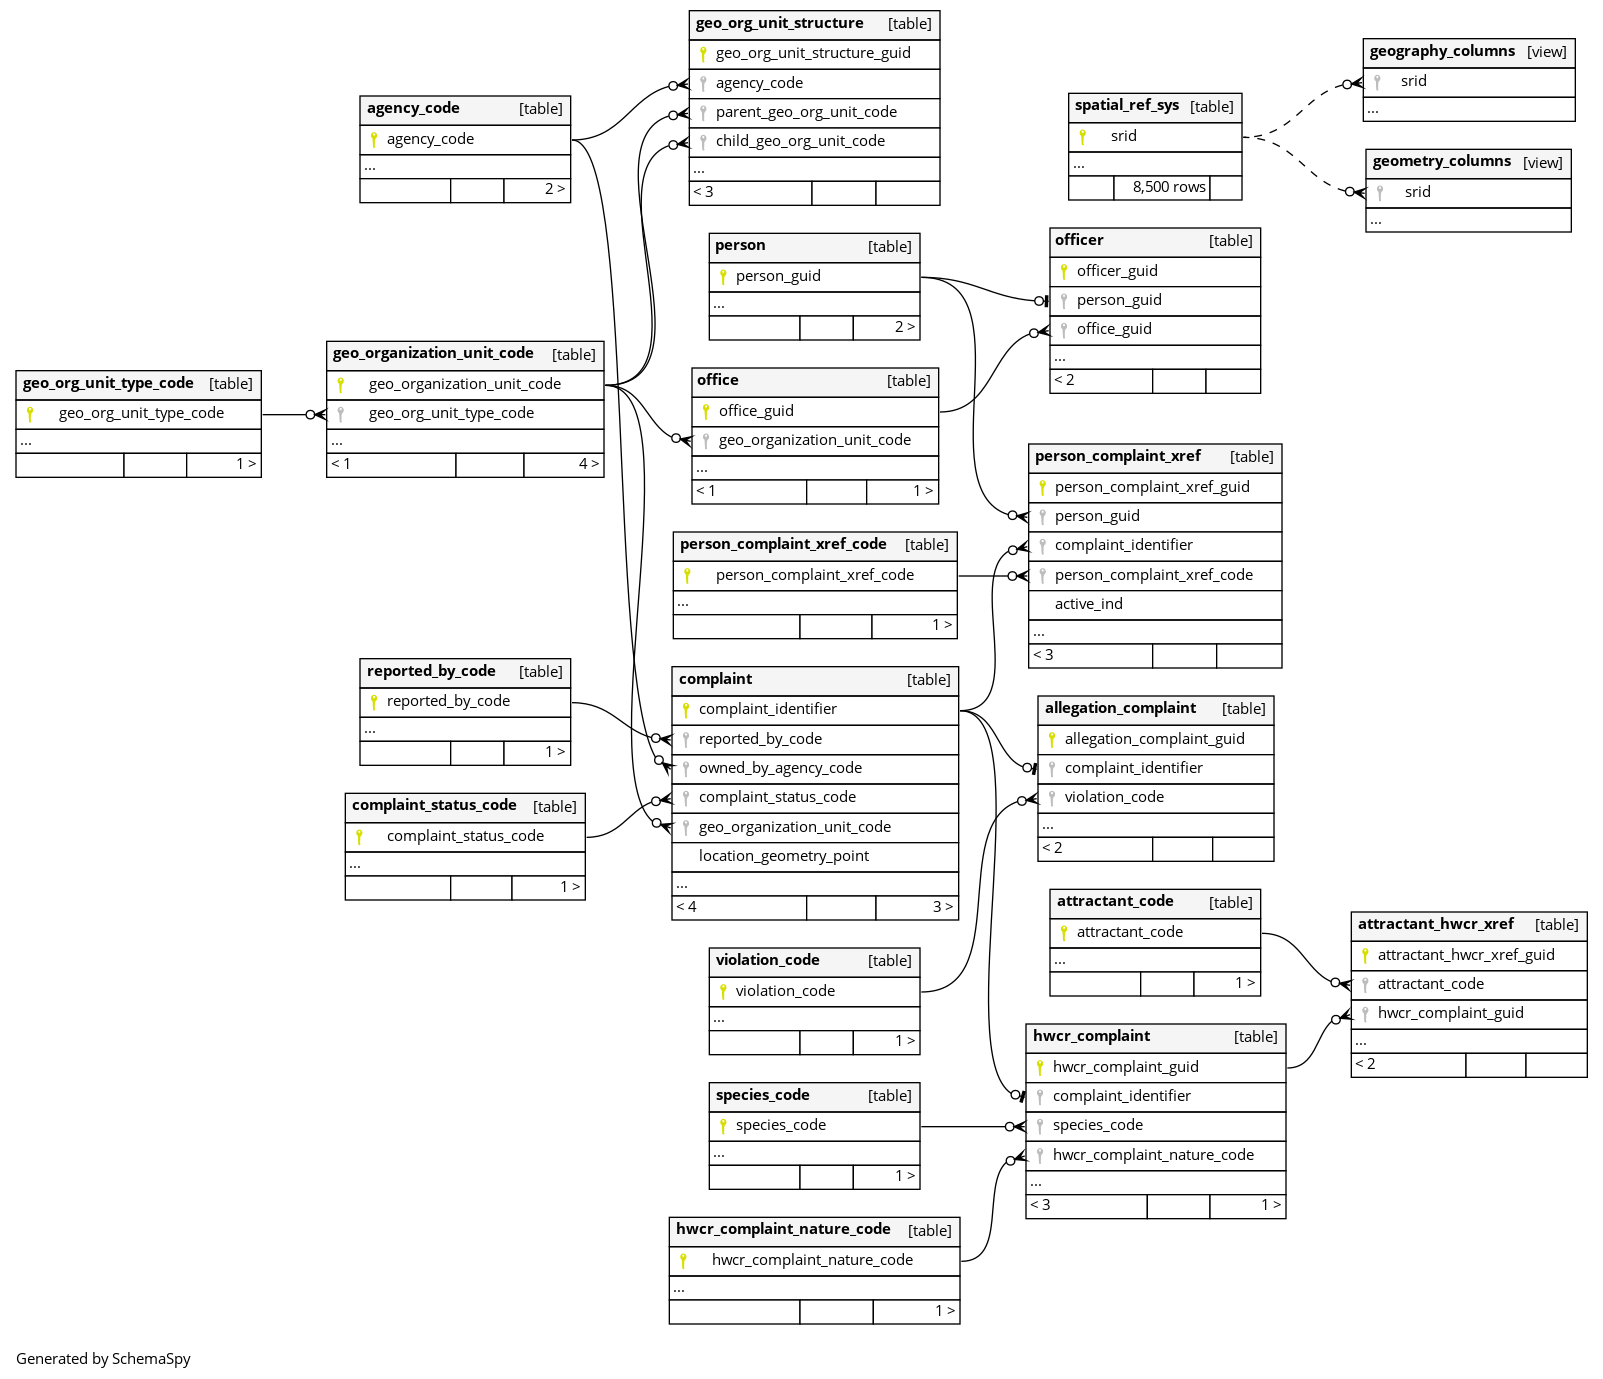 geo_org_unit_structure [table]
geo_org_unit_structure_guid
agency_code
parent_geo_org_unit_code
child_geo_org_unit_code
...
< 3
geography_columns [view]
srid
...
spatial_ref_sys [table]
srid
...
8,500 rows
geometry_columns [view]
srid
...
agency_code [table]
agency_code
...
2 >
person [table]
person_guid
...
2 >
officer [table]
officer_guid
person_guid
office_guid
...
< 2
geo_org_unit_type_code [table]
geo_org_unit_type_code
...
1 >
geo_organization_unit_code [table]
geo_organization_unit_code
geo_org_unit_type_code
...
< 1 4 >
office [table]
office_guid
geo_organization_unit_code
...
< 1 1 >
person_complaint_xref [table]
person_complaint_xref_guid
person_guid
complaint_identifier
person_complaint_xref_code
active_ind
...
< 3
person_complaint_xref_code [table]
person_complaint_xref_code
...
1 >
reported_by_code [table]
reported_by_code
...
1 >
complaint_status_code [table]
complaint_status_code
...
1 >
complaint [table]
complaint_identifier
reported_by_code
owned_by_agency_code
complaint_status_code
geo_organization_unit_code
location_geometry_point
...
< 4 3 >
allegation_complaint [table]
allegation_complaint_guid
complaint_identifier
violation_code
...
< 2
violation_code [table]
violation_code
...
1 >
attractant_code [table]
attractant_code
...
1 >
attractant_hwcr_xref [table]
attractant_hwcr_xref_guid
attractant_code
hwcr_complaint_guid
...
< 2
hwcr_complaint [table]
hwcr_complaint_guid
complaint_identifier
species_code
hwcr_complaint_nature_code
...
< 3 1 >
species_code [table]
species_code
...
1 >
hwcr_complaint_nature_code [table]
hwcr_complaint_nature_code
...
1 >
Generated by SchemaSpy